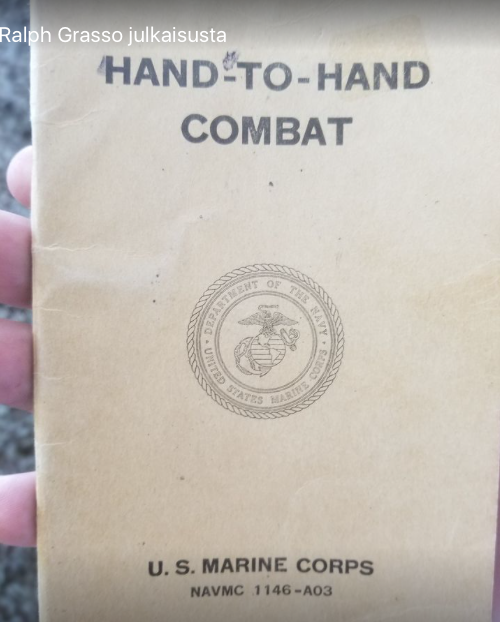 Ralph Grasso julkaisusta
HAND-TO-HAND
COMBAT
DEPARTMENT OF THE NAVY
UNITED STATES MARINE CORPS
U. S. MARINE CORPS
NAVMC 1146-A03